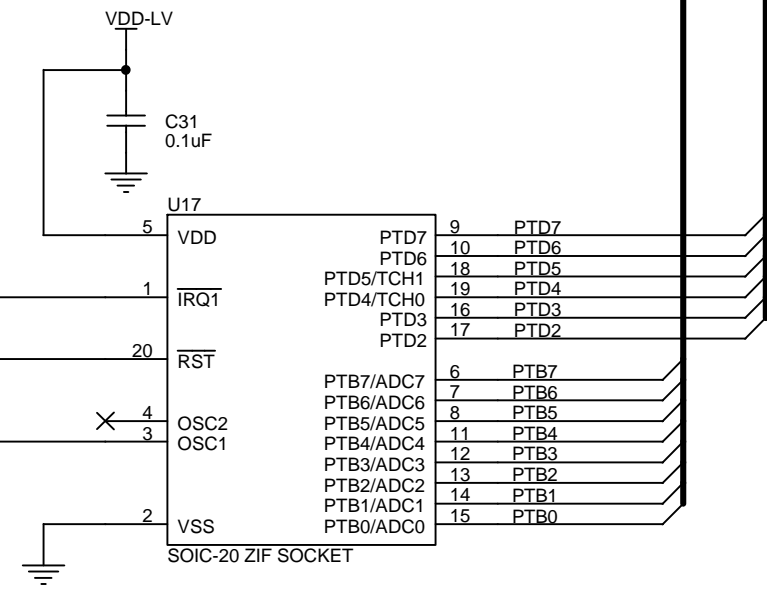 VDD-LV
C31
0.1uF
U17
5 VDD PTD7 9 PTD7
PTD6 10 PTD6
PTD5/TCH1 18 PTD5
1 IRQ1 PTD4/TCH0 19 PTD4
PTD3 16 PTD3
PTD2 17 PTD2
20 RST
PTB7/ADC7 6 PTB7
PTB6/ADC6 7 PTB6
4 OSC2 PTB5/ADC5 8 PTB5
3 OSC1 PTB4/ADC4 11 PTB4
PTB3/ADC3 12 PTB3
PTB2/ADC2 13 PTB2
PTB1/ADC1 14 PTB1
2 VSS PTB0/ADC0 15 PTB0
SOIC-20 ZIF SOCKET